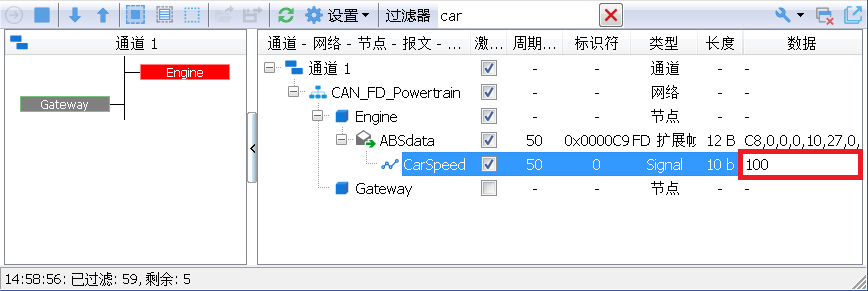 设置 过滤器 car
通道 1
Engine
Gateway
通道 - 网络 - 节点 - 报文 - ... 激... 周期... 标识符 类型 长度 数据
通道 1 - - 通道 - -
CAN_FD_Powertrain - - 网络 - -
Engine - - 节点 - -
ABSdata 50 0x0000C9 FD 扩展帧 12 B C8,0,0,0,10,27,0,
CarSpeed 50 0 Signal 10 b 100
Gateway - - 节点 - -
14:58:56: 已过滤: 59, 剩余: 5